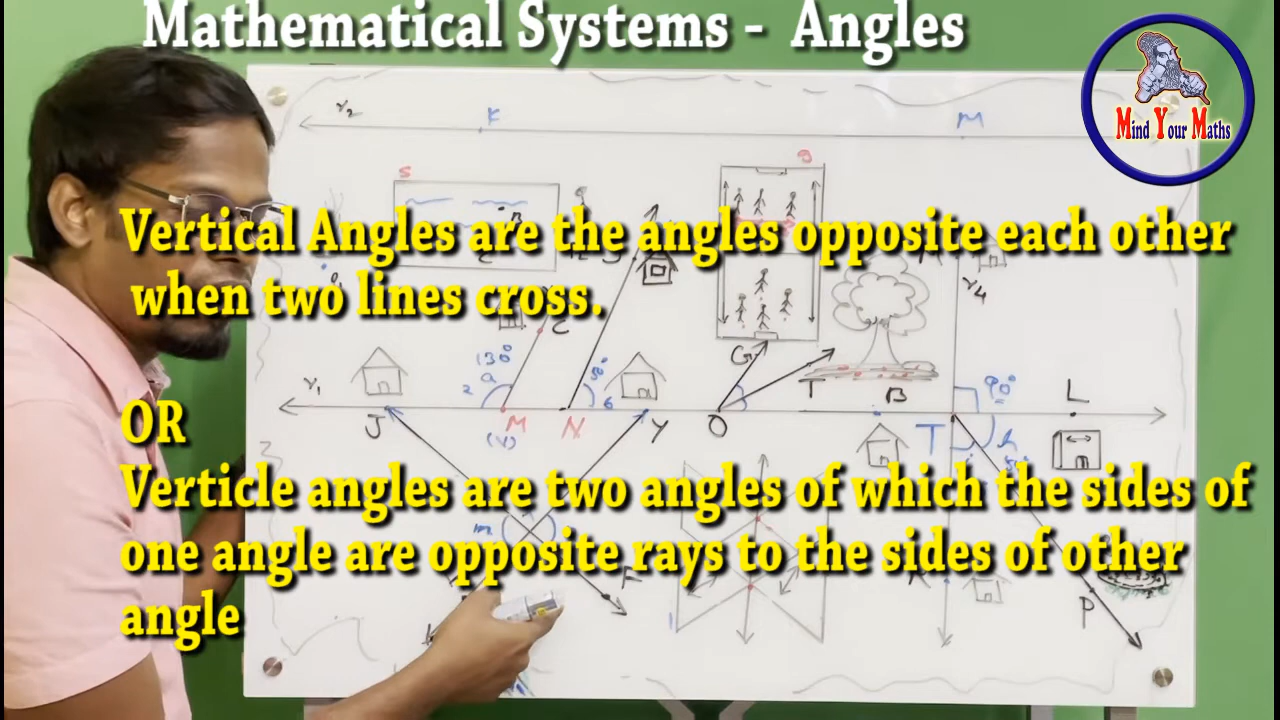 Mathematical Systems - Angles
Mind Your Maths
K
M
S
Vertical Angles are the angles opposite each other
when two lines cross.
C
G
T
130°
a
90°
B
L
J
M
N
Y
O
T
OR
Verticle angles are two angles of which the sides of
one angle are opposite rays to the sides of other
angle
F
P